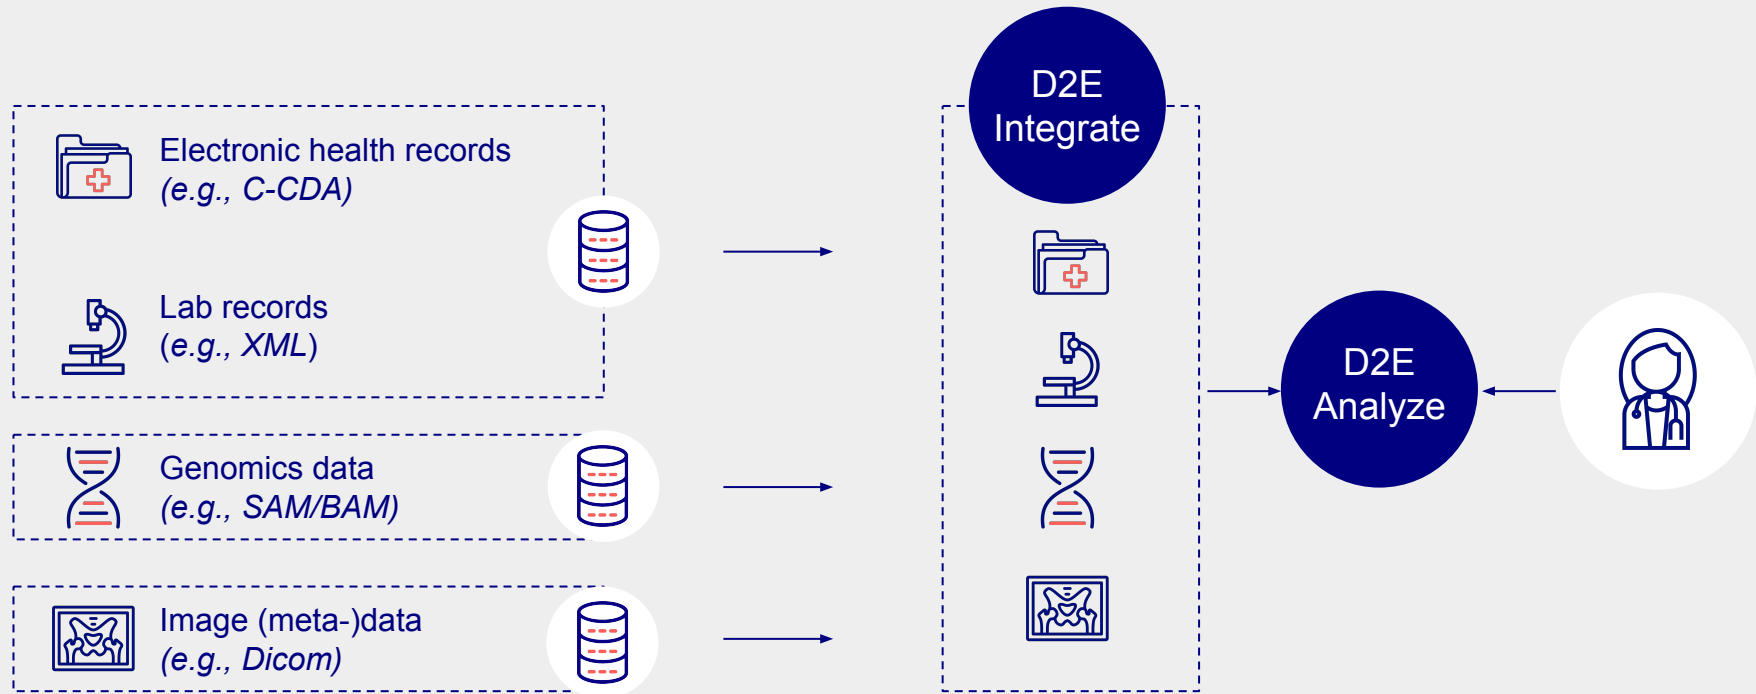 D2E
Integrate
Electronic health records
(e.g., C-CDA)
Lab records
(e.g., XML)
D2E
Analyze
Genomics data
(e.g., SAM/BAM)
Image (meta-)data
(e.g., Dicom)